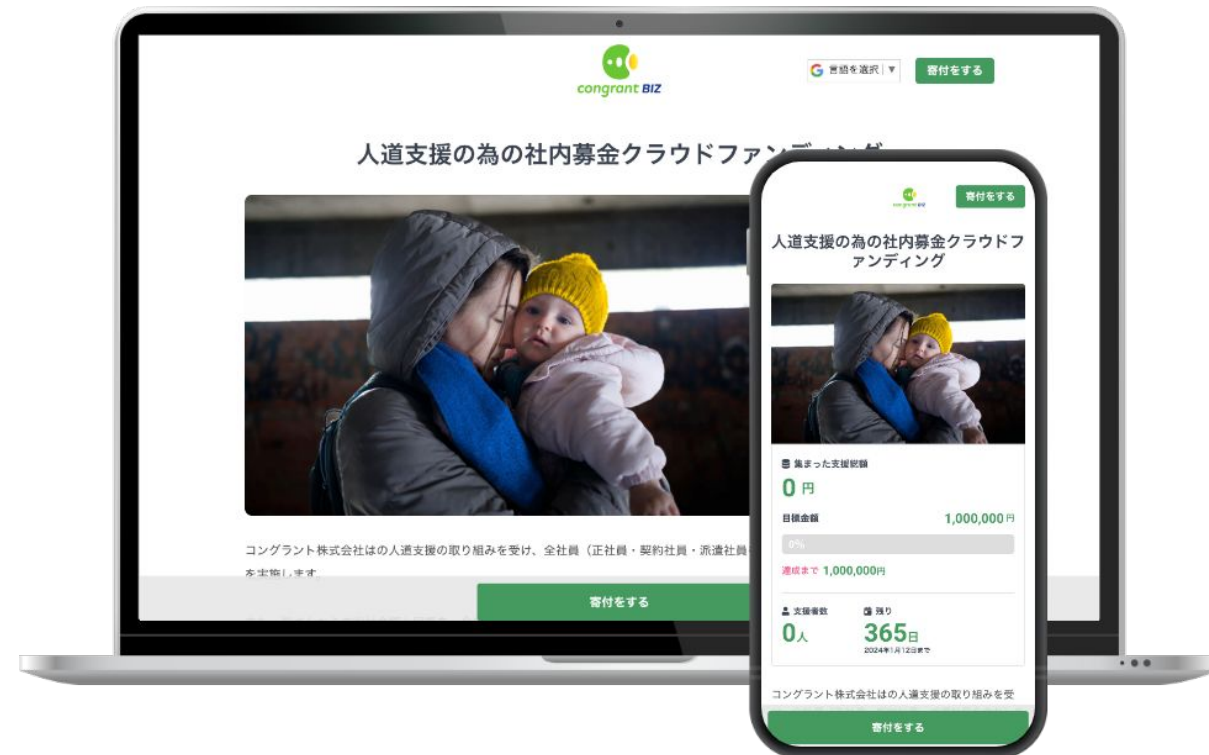 congrant BIZ
言語を選択 ▼
寄付をする
人道支援の為の社内募金クラウドファンディング
コングラント株式会社はの人道支援の取り組みを受け、全社員（正社員・契約社員・派遣社員
を実施します。
寄付をする
congrant BIZ
寄付をする
人道支援の為の社内募金クラウドフ
ァンディング
集まった支援総額
0 円
目標金額 1,000,000 円
0%
達成まで 1,000,000円
支援者数 残り
0人 365日
2024年1月12日まで
コングラント株式会社はの人道支援の取り組みを受
寄付をする